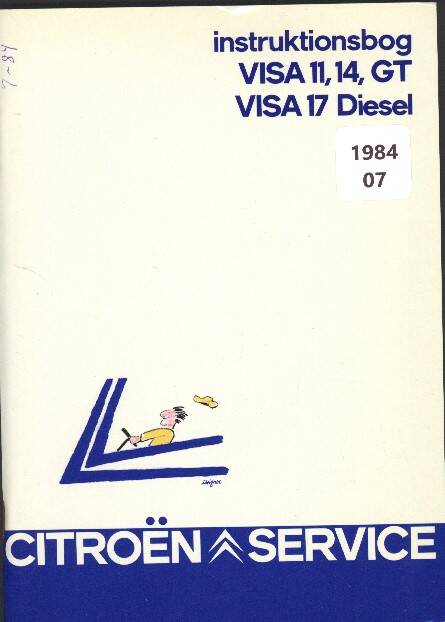 7-84
instruktionsbog
VISA 11, 14, GT
VISA 17 Diesel
1984
07
CITROËN SERVICE